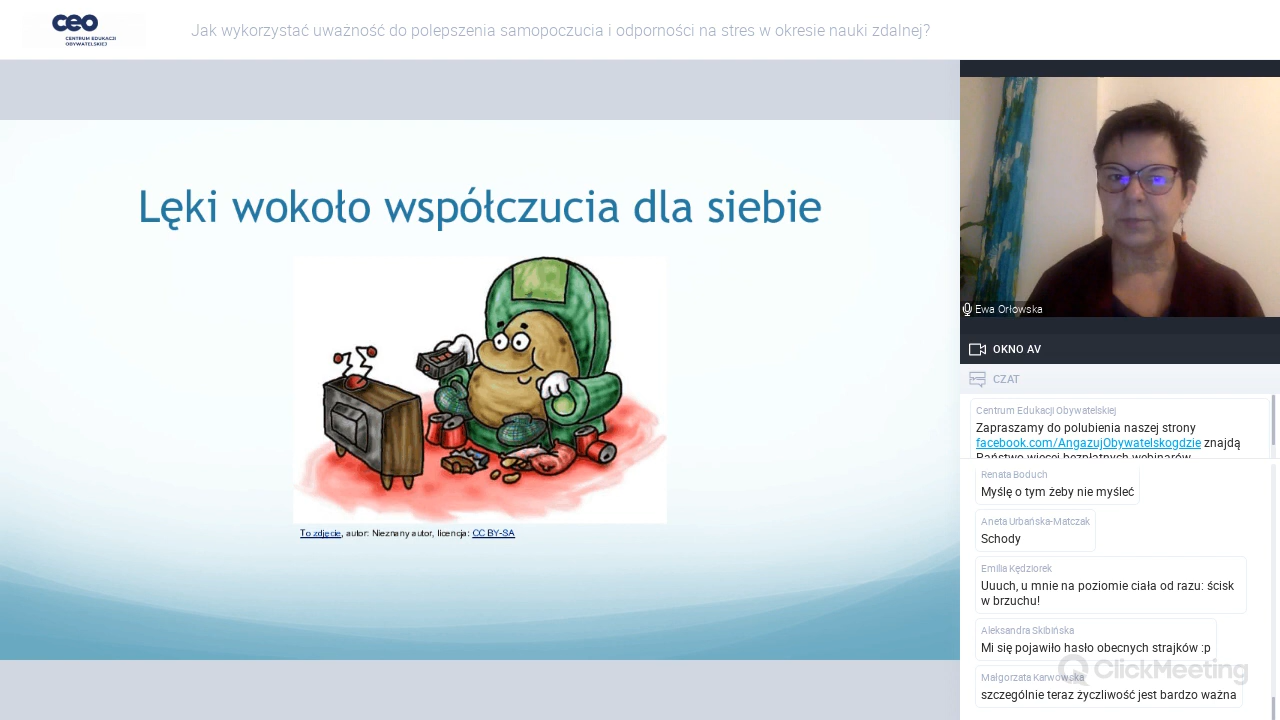 ceo
CENTRUM EDUKACJI
OBYWATELSKIEJ
Jak wykorzystać uważność do polepszenia samopoczucia i odporności na stres w okresie nauki zdalnej?
Lęki wokoło współczucia dla siebie
To zdjęcie, autor: Nieznany autor, licencja: CC BY-SA
Ewa Orłowska
OKNO AV
CZAT
Centrum Edukacji Obywatelskiej
Zapraszamy do polubienia naszej strony
facebook.com/AngazujObywatelskogdzie znajdą
Państwo więcej bezpłatnych webinarów
Renata Boduch
Myślę o tym żeby nie myśleć
Aneta Urbańska-Matczak
Schody
Emilia Kędziorek
Uuuch, u mnie na poziomie ciała od razu: ścisk
w brzuchu!
Aleksandra Skibińska
Mi się pojawiło hasło obecnych strajków :p
ClickMeeting
Małgorzata Karwowska
szczególnie teraz życzliwość jest bardzo ważna